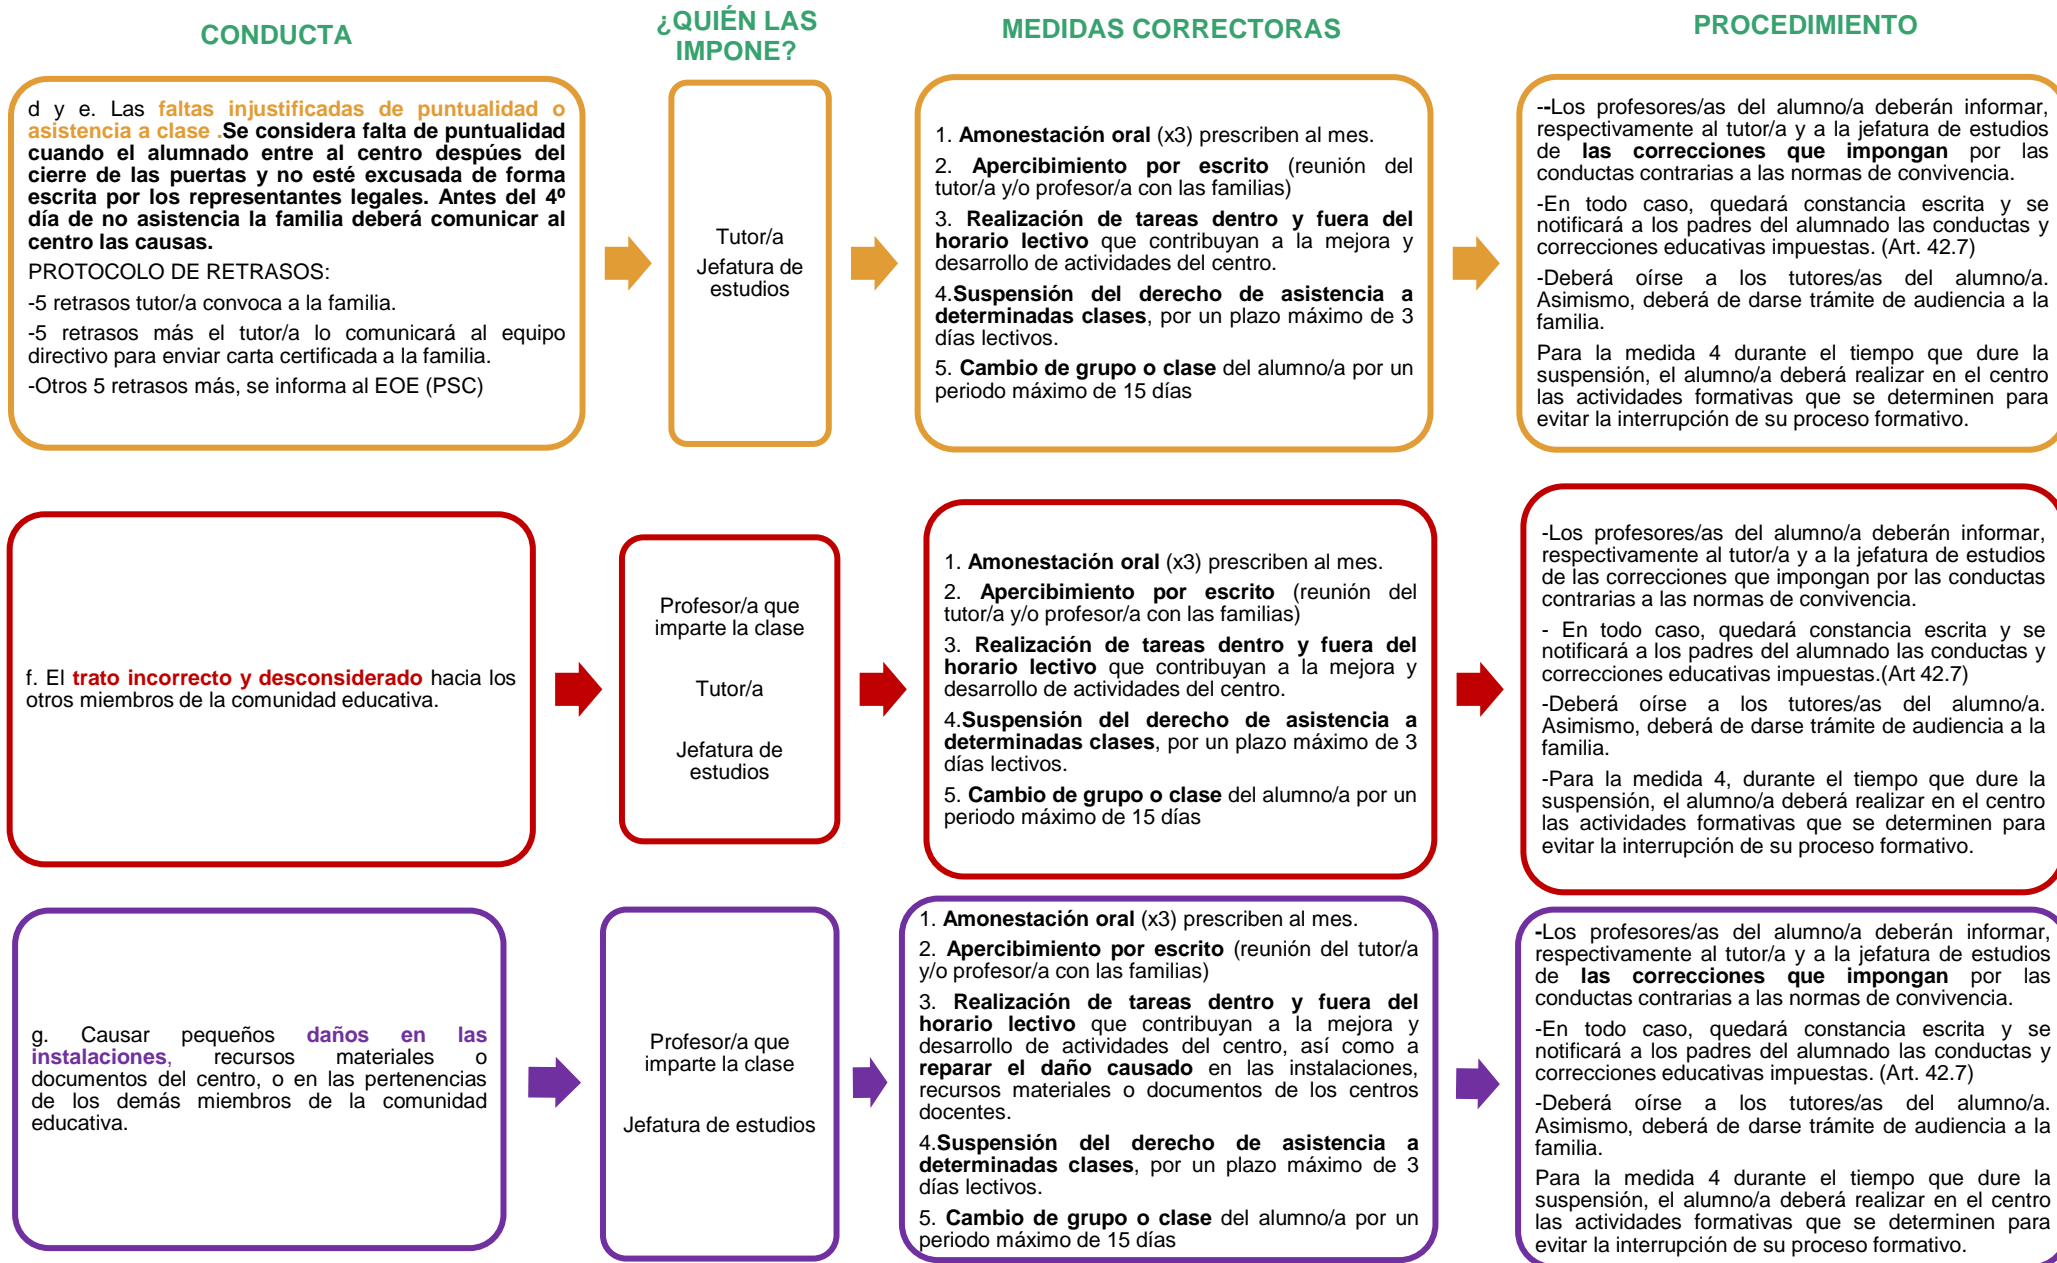 CONDUCTA
¿QUIÉN LAS
IMPONE?
MEDIDAS CORRECTORAS
PROCEDIMIENTO
d y e. Las faltas injustificadas de puntualidad o
asistencia a clase .Se considera falta de puntualidad
cuando el alumnado entre al centro despúes del
cierre de las puertas y no esté excusada de forma
escrita por los representantes legales. Antes del 4º
día de no asistencia la familia deberá comunicar al
centro las causas.
PROTOCOLO DE RETRASOS:
-5 retrasos tutor/a convoca a la familia.
-5 retrasos más el tutor/a lo comunicará al equipo
directivo para enviar carta certificada a la familia.
-Otros 5 retrasos más, se informa al EOE (PSC)
Tutor/a
Jefatura de
estudios
1. Amonestación oral (x3) prescriben al mes.
2. Apercibimiento por escrito (reunión del
tutor/a y/o profesor/a con las familias)
3. Realización de tareas dentro y fuera del
horario lectivo que contribuyan a la mejora y
desarrollo de actividades del centro.
4.Suspensión del derecho de asistencia a
determinadas clases, por un plazo máximo de 3
días lectivos.
5. Cambio de grupo o clase del alumno/a por un
periodo máximo de 15 días
--Los profesores/as del alumno/a deberán informar,
respectivamente al tutor/a y a la jefatura de estudios
de las correcciones que impongan por las
conductas contrarias a las normas de convivencia.
-En todo caso, quedará constancia escrita y se
notificará a los padres del alumnado las conductas y
correcciones educativas impuestas. (Art. 42.7)
-Deberá oírse a los tutores/as del alumno/a.
Asimismo, deberá de darse trámite de audiencia a la
familia.
Para la medida 4 durante el tiempo que dure la
suspensión, el alumno/a deberá realizar en el centro
las actividades formativas que se determinen para
evitar la interrupción de su proceso formativo.
f. El trato incorrecto y desconsiderado hacia los
otros miembros de la comunidad educativa.
Profesor/a que
imparte la clase
Tutor/a
Jefatura de
estudios
1. Amonestación oral (x3) prescriben al mes.
2. Apercibimiento por escrito (reunión del
tutor/a y/o profesor/a con las familias)
3. Realización de tareas dentro y fuera del
horario lectivo que contribuyan a la mejora y
desarrollo de actividades del centro.
4.Suspensión del derecho de asistencia a
determinadas clases, por un plazo máximo de 3
días lectivos.
5. Cambio de grupo o clase del alumno/a por un
periodo máximo de 15 días
-Los profesores/as del alumno/a deberán informar,
respectivamente al tutor/a y a la jefatura de estudios
de las correcciones que impongan por las conductas
contrarias a las normas de convivencia.
- En todo caso, quedará constancia escrita y se
notificará a los padres del alumnado las conductas y
correcciones educativas impuestas.(Art 42.7)
-Deberá oírse a los tutores/as del alumno/a.
Asimismo, deberá de darse trámite de audiencia a la
familia.
-Para la medida 4, durante el tiempo que dure la
suspensión, el alumno/a deberá realizar en el centro
las actividades formativas que se determinen para
evitar la interrupción de su proceso formativo.
g. Causar pequeños daños en las
instalaciones, recursos materiales o
documentos del centro, o en las pertenencias
de los demás miembros de la comunidad
educativa.
Profesor/a que
imparte la clase
Jefatura de estudios
1. Amonestación oral (x3) prescriben al mes.
2. Apercibimiento por escrito (reunión del tutor/a
y/o profesor/a con las familias)
3. Realización de tareas dentro y fuera del
horario lectivo que contribuyan a la mejora y
desarrollo de actividades del centro, así como a
reparar el daño causado en las instalaciones,
recursos materiales o documentos de los centros
docentes.
4.Suspensión del derecho de asistencia a
determinadas clases, por un plazo máximo de 3
días lectivos.
5. Cambio de grupo o clase del alumno/a por un
periodo máximo de 15 días
-Los profesores/as del alumno/a deberán informar,
respectivamente al tutor/a y a la jefatura de estudios
de las correcciones que impongan por las
conductas contrarias a las normas de convivencia.
-En todo caso, quedará constancia escrita y se
notificará a los padres del alumnado las conductas y
correcciones educativas impuestas. (Art. 42.7)
-Deberá oírse a los tutores/as del alumno/a.
Asimismo, deberá de darse trámite de audiencia a la
familia.
Para la medida 4 durante el tiempo que dure la
suspensión, el alumno/a deberá realizar en el centro
las actividades formativas que se determinen para
evitar la interrupción de su proceso formativo.